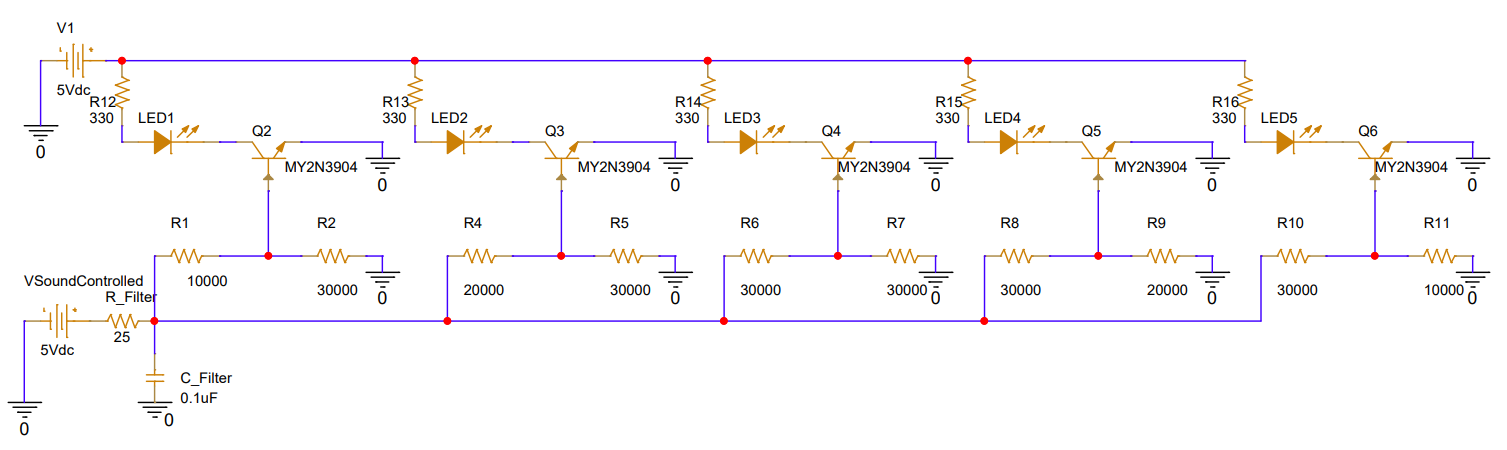 V1
5Vdc
0
R12
330
LED1
Q2
MY2N3904
0
R13
330
LED2
Q3
MY2N3904
0
R14
330
LED3
Q4
MY2N3904
0
R15
330
LED4
Q5
MY2N3904
0
R16
330
LED5
Q6
MY2N3904
0
R1
10000
R2
30000
0
R4
20000
R5
30000
0
R6
30000
R7
30000
0
R8
30000
R9
20000
0
R10
30000
R11
10000
0
VSoundControlled
R_Filter
25
5Vdc
0
C_Filter
0.1uF
0